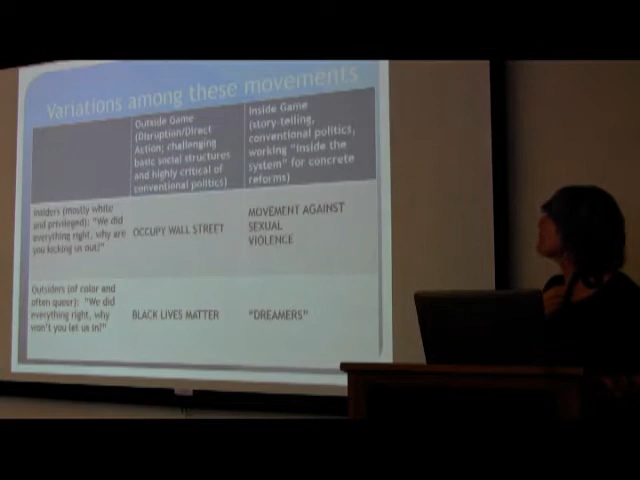 Variations among these movements
Outside Game
(Disruption/Direct
Action; challenging
basic social structures
and highly critical of
conventional politics)
Inside Game
(story-telling,
conventional politics,
working "inside the
system" for concrete
reforms)
Insiders (mostly white
and privileged): "We did
everything right, why are
you kicking us out?"
OCCUPY WALL STREET
MOVEMENT AGAINST
SEXUAL
VIOLENCE
Outsiders (of color and
often queer): "We did
everything right, why
won't you let us in?"
BLACK LIVES MATTER
"DREAMERS"